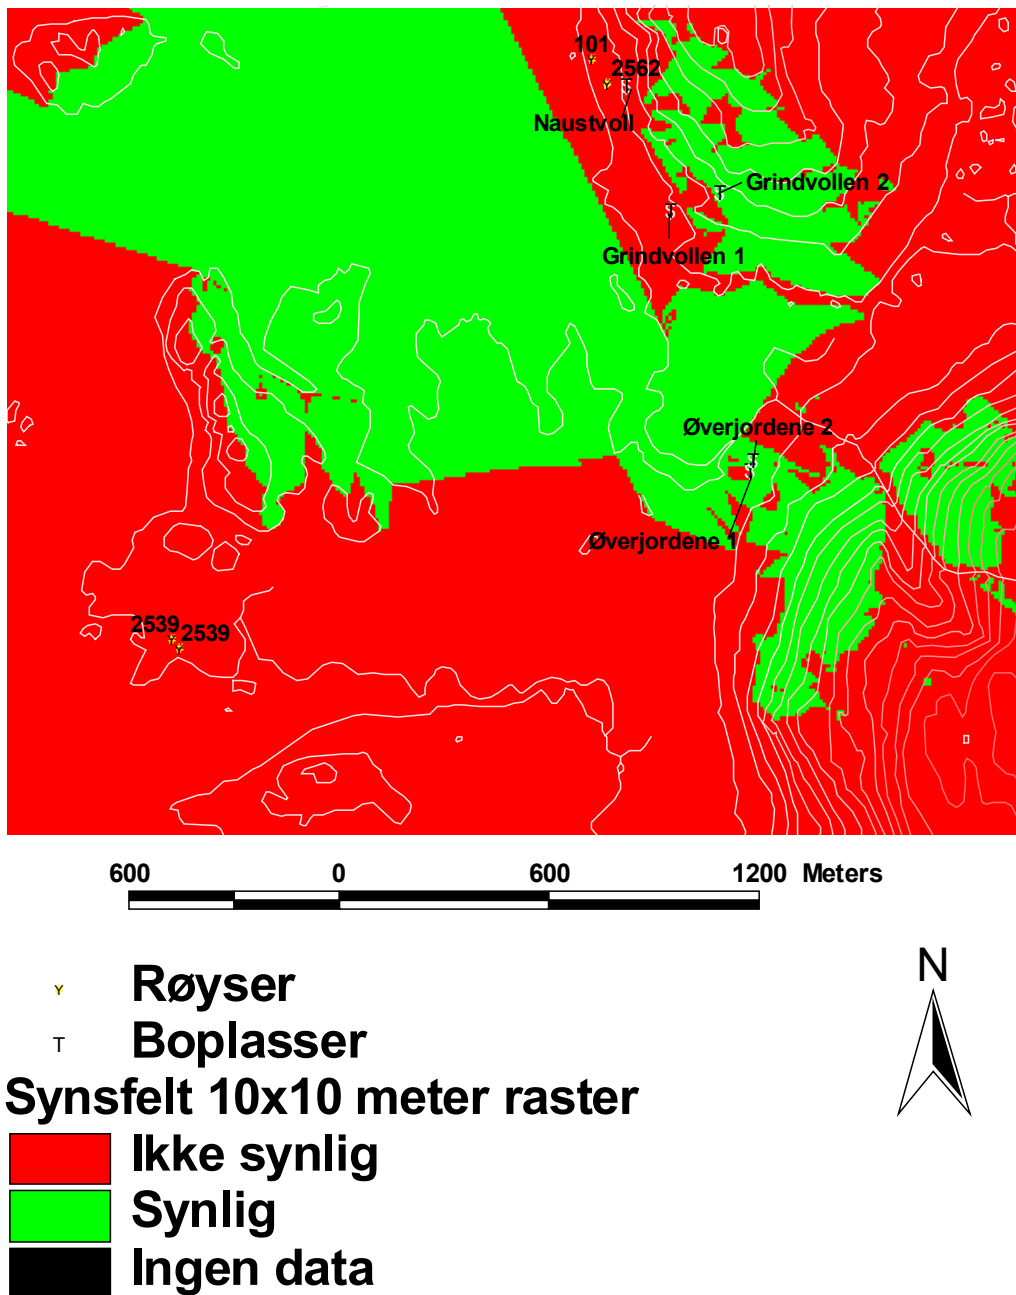 101
2562
Naustvoll
Grindvollen 2
Grindvollen 1
Øverjordene 2
Øverjordene 1
2539
2539
600 0 600 1200 Meters
N
Y Røyser
T Boplasser
Synsfelt 10x10 meter raster
Ikke synlig
Synlig
Ingen data